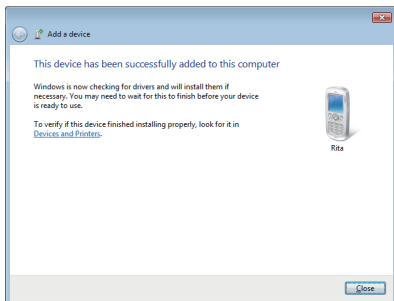 Add a device
This device has been successfully added to this computer
Windows is now checking for drivers and will install them if
necessary. You may need to wait for this to finish before your device
is ready to use.
To verify if this device finished installing properly, look for it in
Devices and Printers.
Rita
Close